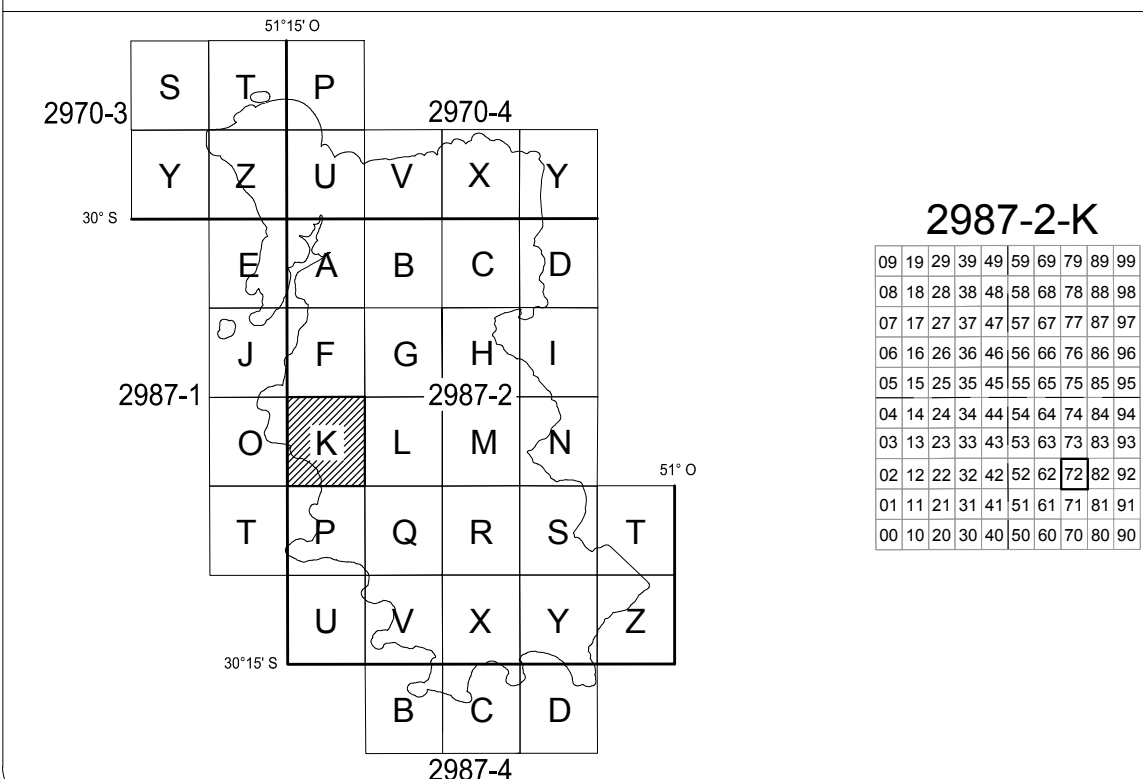 51°15' O
S T P
2970-3 2970-4
Y Z U V X Y
30° S
E A B C D
J F G H I
2987-1 2987-2
O K L M N
51° O
T P Q R S T
U V X Y Z
30°15' S
B C D
2987-4
2987-2-K
09 19 29 39 49 59 69 79 89 99
08 18 28 38 48 58 68 78 88 98
07 17 27 37 47 57 67 77 87 97
06 16 26 36 46 56 66 76 86 96
05 15 25 35 45 55 65 75 85 95
04 14 24 34 44 54 64 74 84 94
03 13 23 33 43 53 63 73 83 93
02 12 22 32 42 52 62 72 82 92
01 11 21 31 41 51 61 71 81 91
00 10 20 30 40 50 60 70 80 90